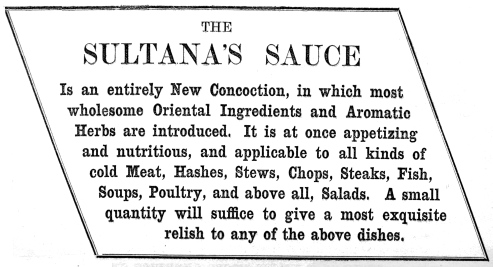 THE
SULTANA'S SAUCE
Is an entirely New Concoction, in which most
wholesome Oriental Ingredients and Aromatic
Herbs are introduced. It is at once appetizing
and nutritious, and applicable to all kinds of
cold Meat, Hashes, Stews, Chops, Steaks, Fish,
Soups, Poultry, and above all, Salads. A small
quantity will suffice to give a most exquisite
relish to any of the above dishes.